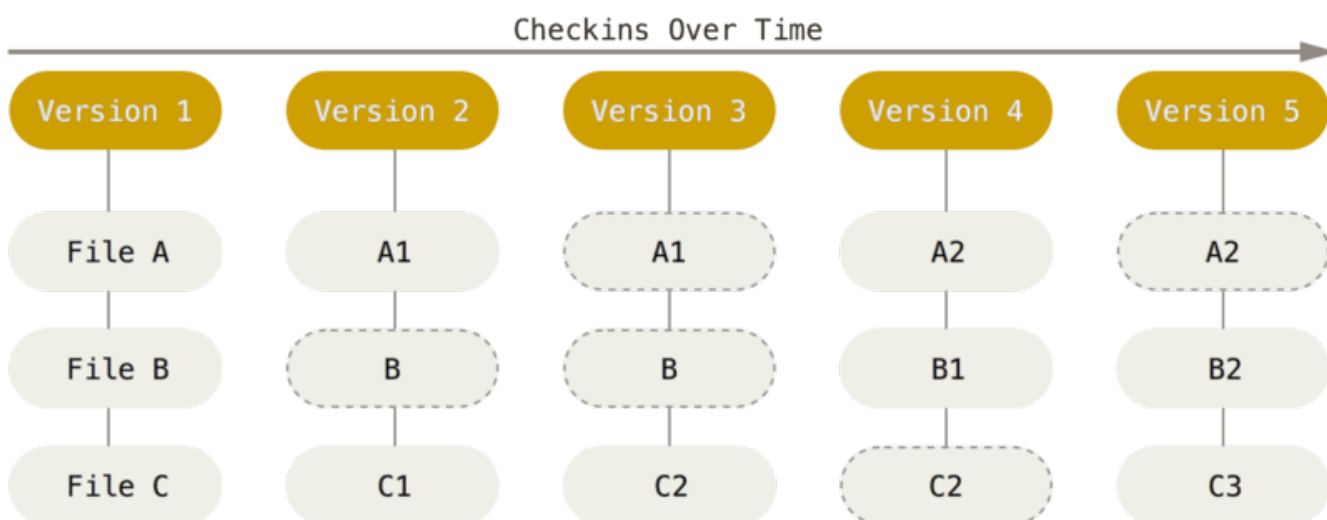 Checkins Over Time
Version 1 Version 2 Version 3 Version 4 Version 5
File A A1 A1 A2 A2
File B B B B1 B2
File C C1 C2 C2 C3